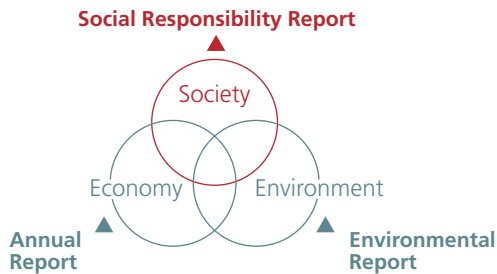 Social Responsibility Report
Society
Economy
Environment
Annual
Report
Environmental
Report